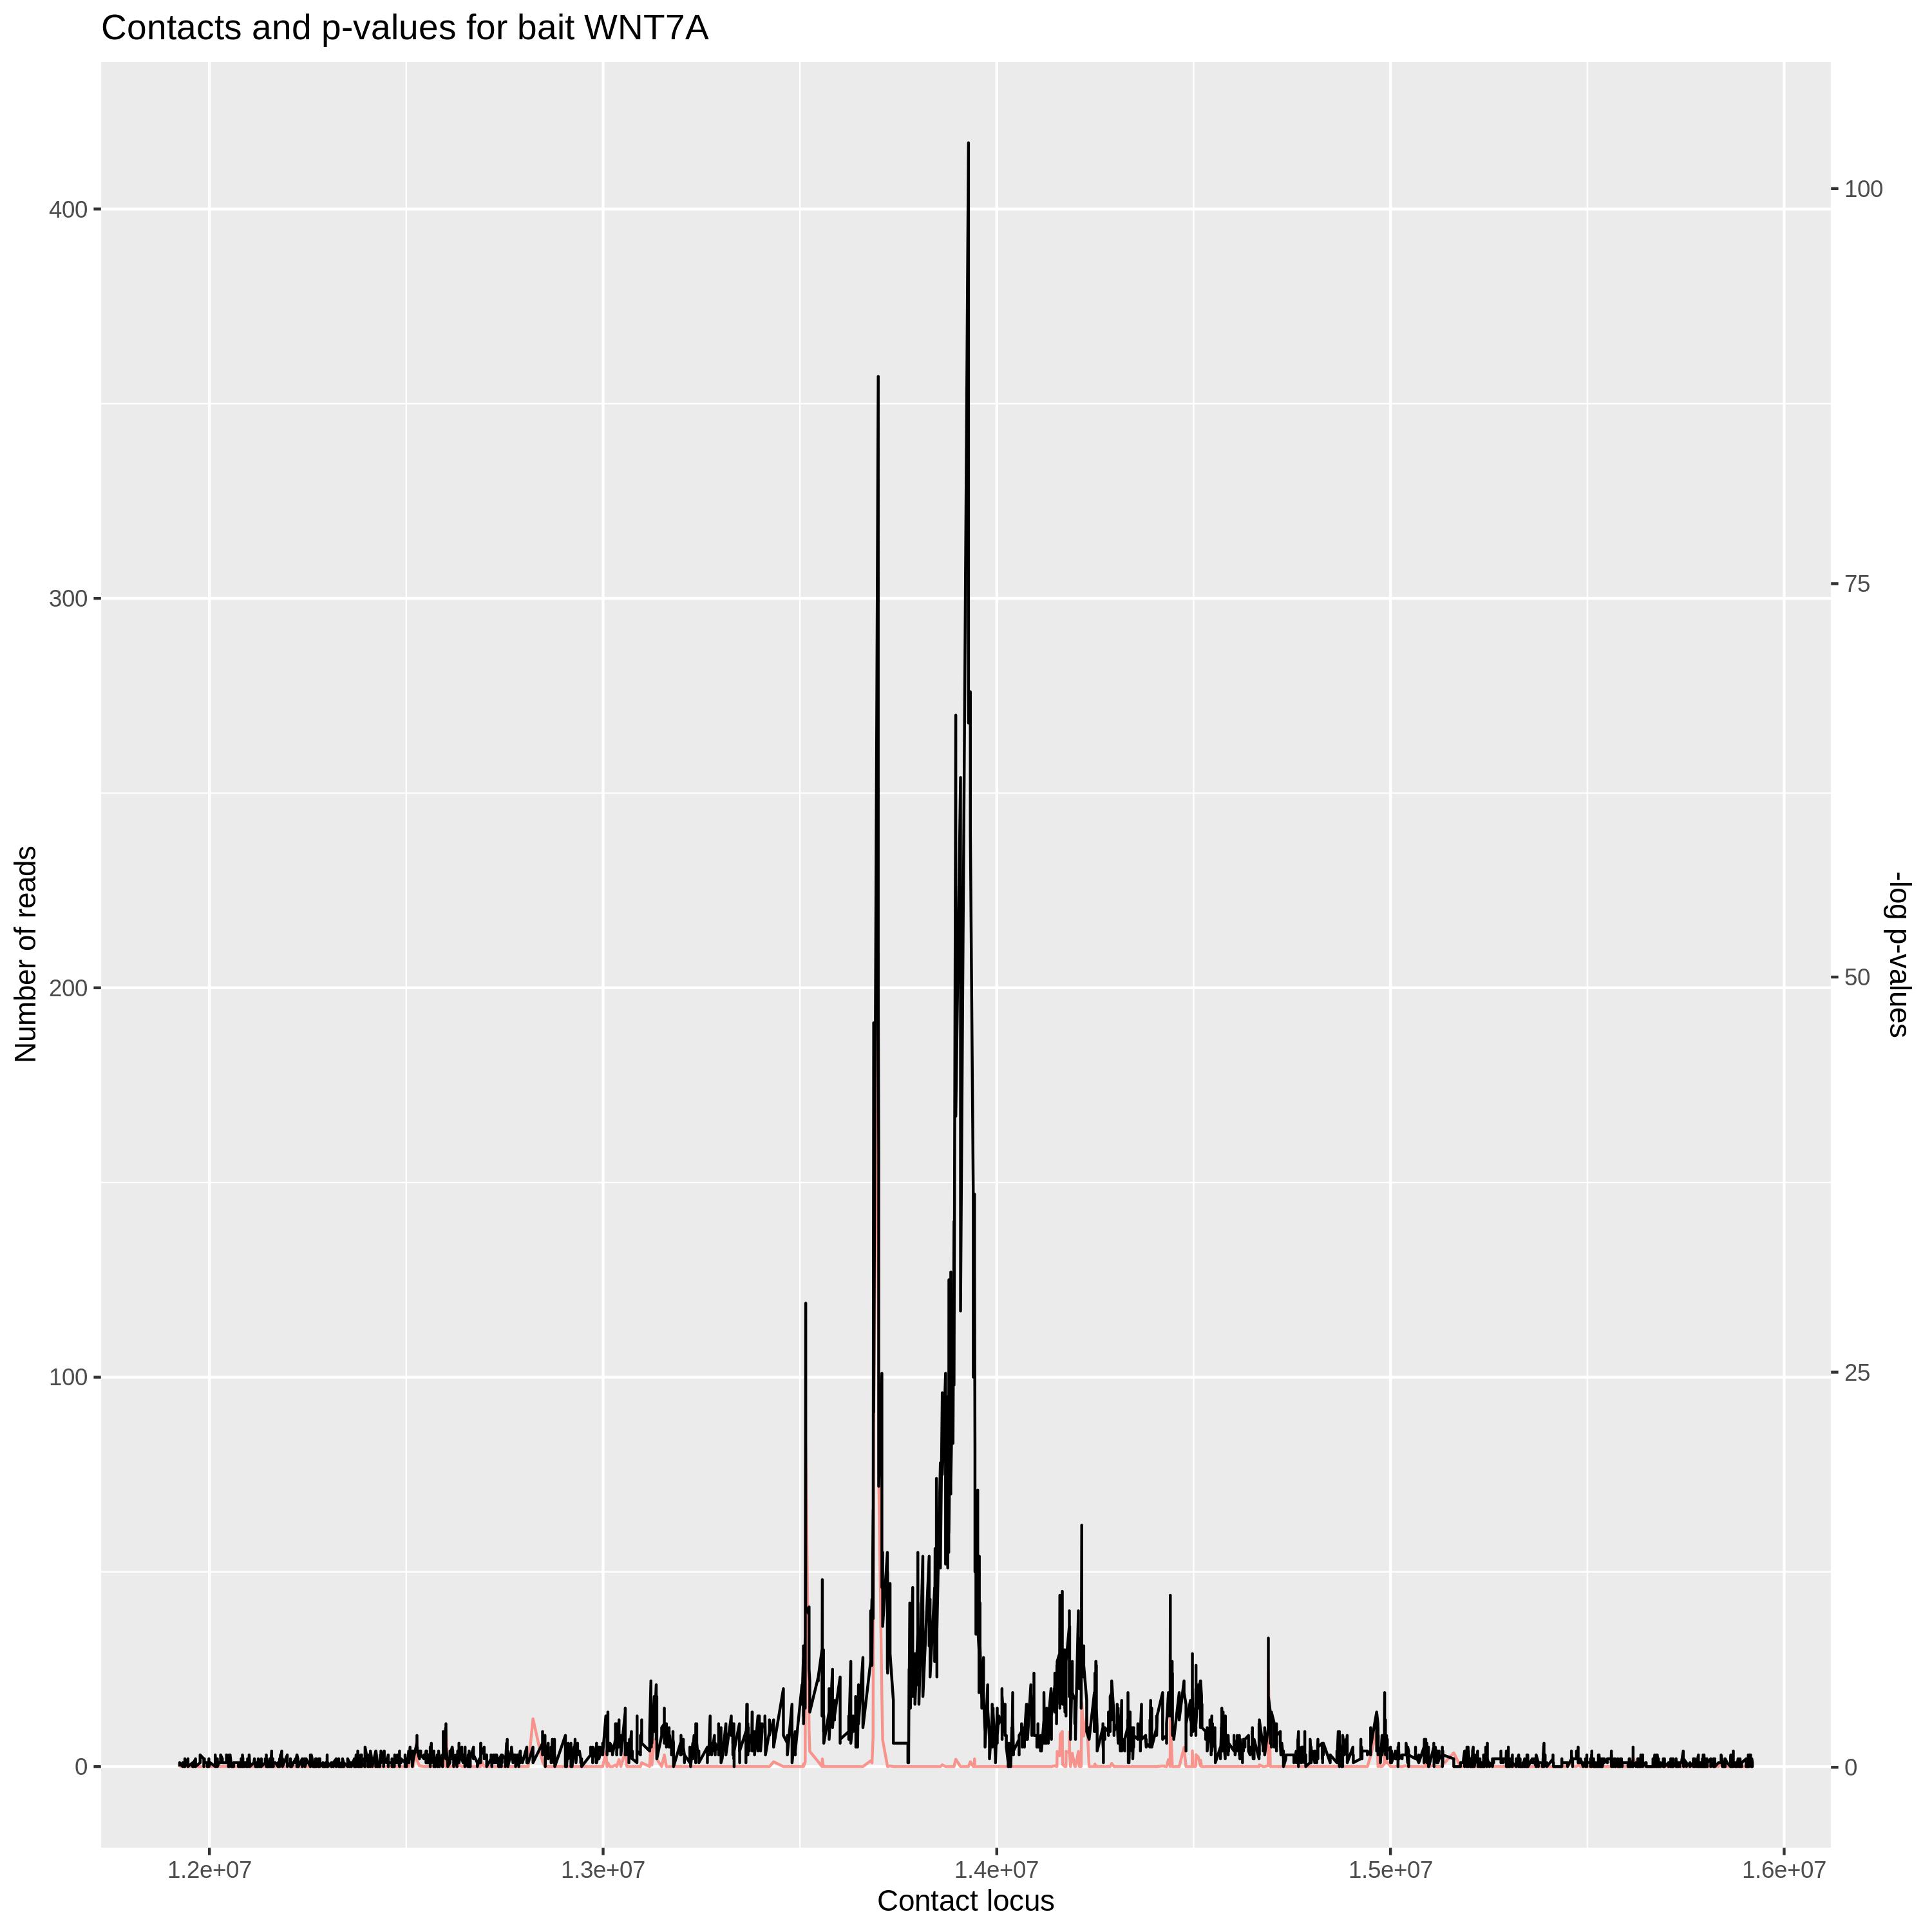 Contacts and p-values for bait WNT7A
400
300
200
100
0
Number of reads
100
75
50
25
0
-log p-values
1.2e+07
1.3e+07
1.4e+07
1.5e+07
1.6e+07
Contact locus